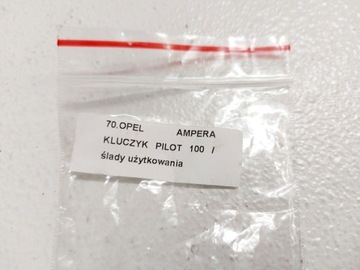 70.OPEL AMPERA
KLUCZYK PILOT 100 /
ślady użytkowania